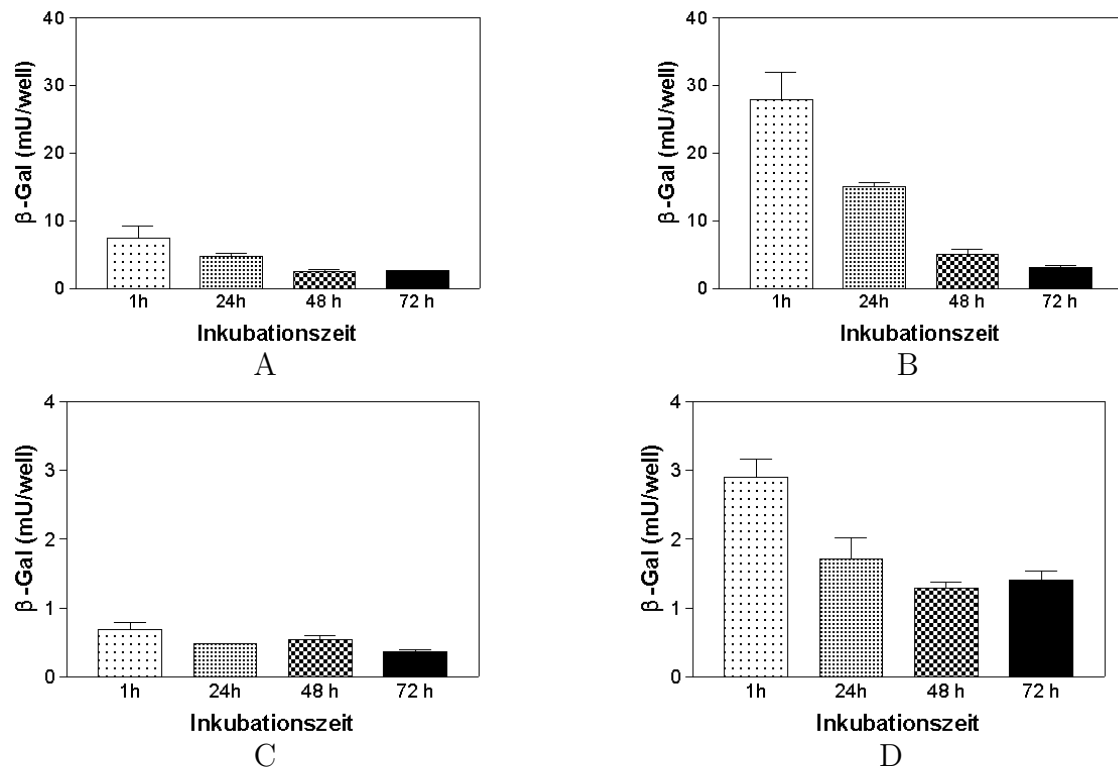 40
30
20
10
0
β-Gal (mU/well)
1h 24h 48 h 72 h
Inkubationszeit
A
40
30
20
10
0
β-Gal (mU/well)
1h 24h 48 h 72 h
Inkubationszeit
B
4
3
2
1
0
β-Gal (mU/well)
1h 24h 48 h 72 h
Inkubationszeit
C
4
3
2
1
0
β-Gal (mU/well)
1h 24h 48 h 72 h
Inkubationszeit
D